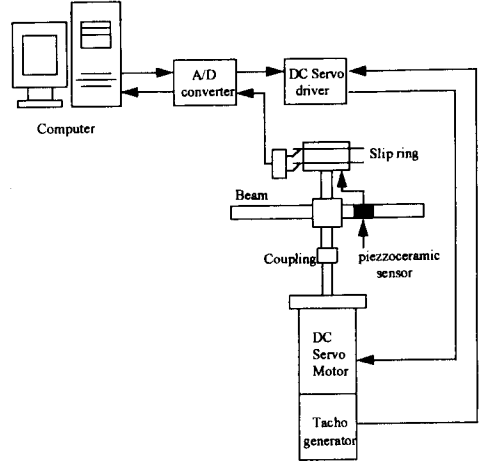 A/D
converter
DC Servo
driver
Computer
Slip ring
Beam
Coupling
piezzoceramic
sensor
DC
Servo
Motor
Tacho
generator